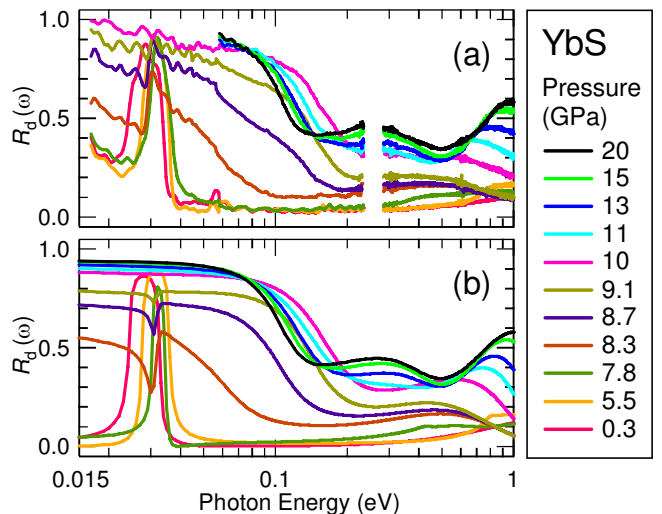 1.0
(a)
R_d(ω)
0.5
0.0
1.0
(b)
R_d(ω)
0.5
0.0
0.015
0.1
1
Photon Energy (eV)
YbS
Pressure
(GPa)
20
15
13
11
10
9.1
8.7
8.3
7.8
5.5
0.3